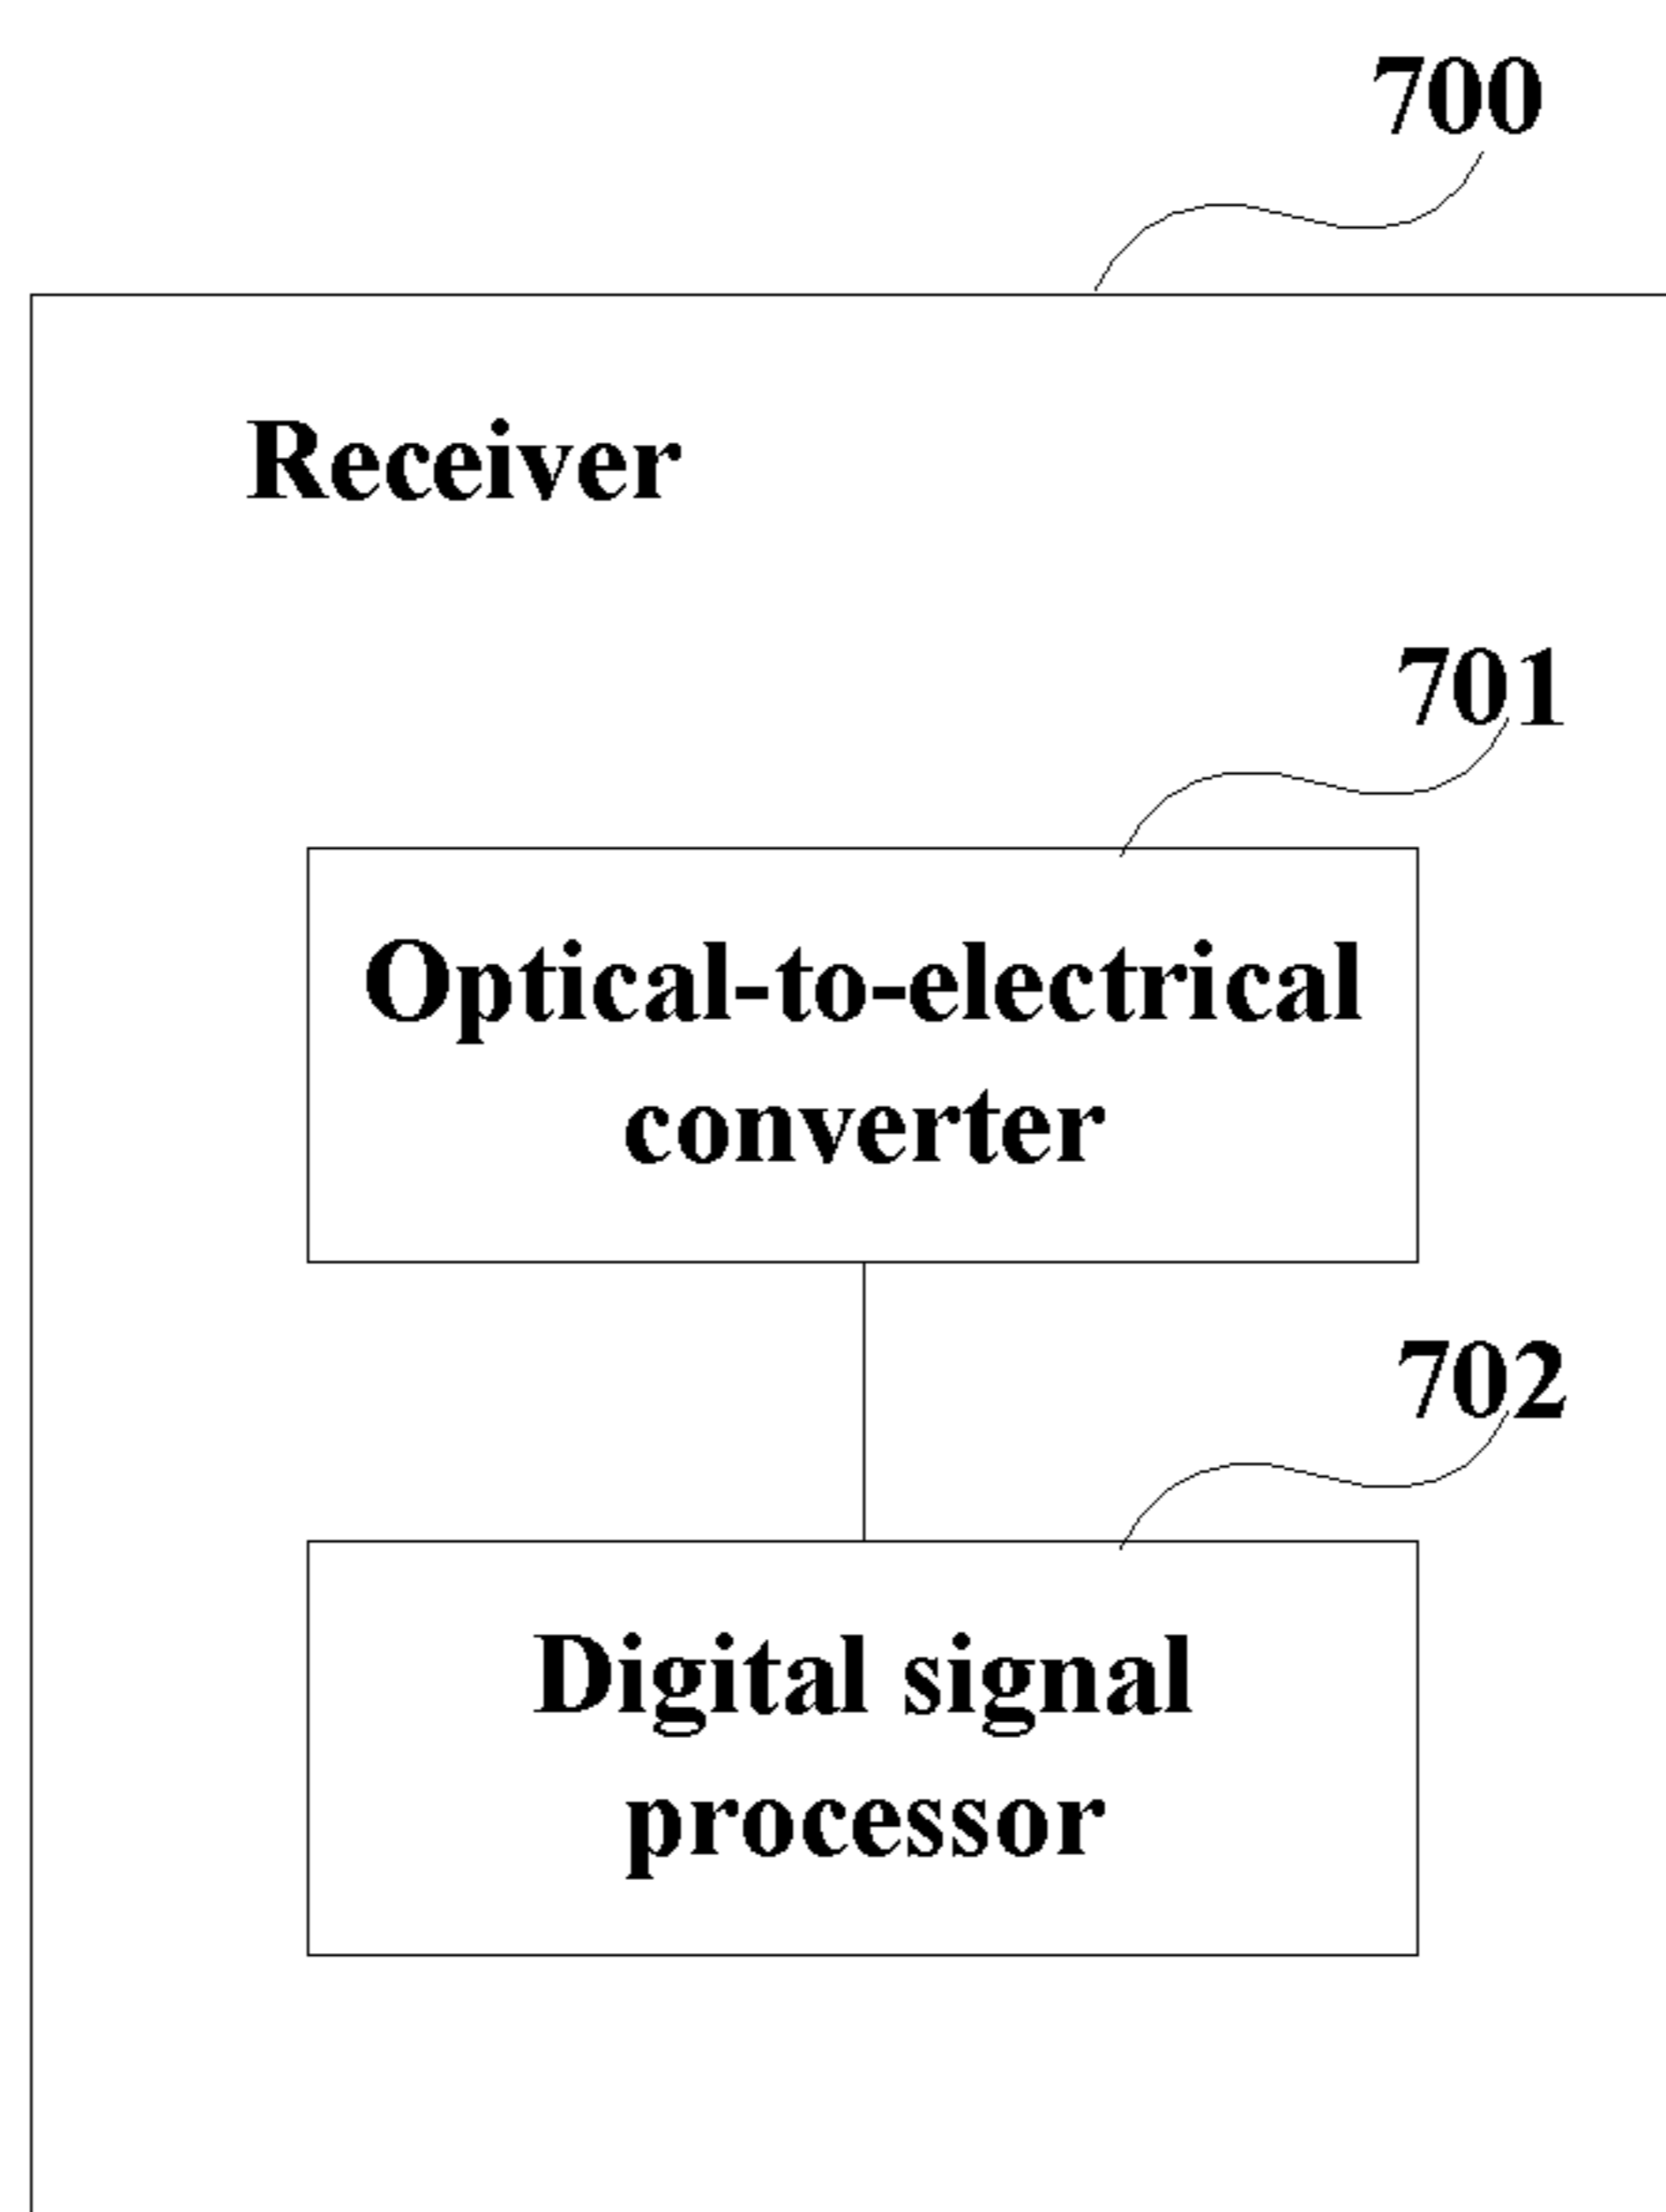 700
Receiver
701
Optical-to-electrical
converter
702
Digital signal
processor